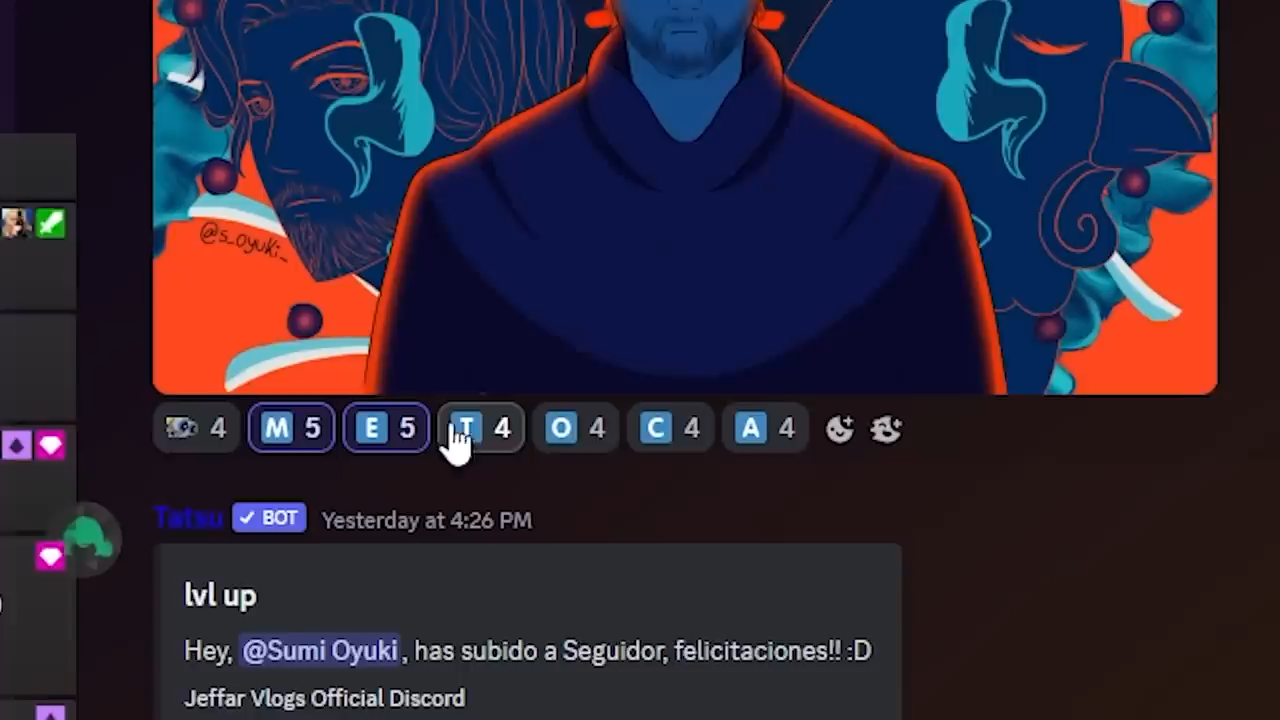 @s_oyuki_
4 M 5 E 5 T 4 O 4 C 4 A 4
Tatsu BOT Yesterday at 4:26 PM
lvl up
Hey, @Sumi Oyuki, has subido a Seguidor, felicitaciones!! :D
Jeffar Vlogs Official Discord